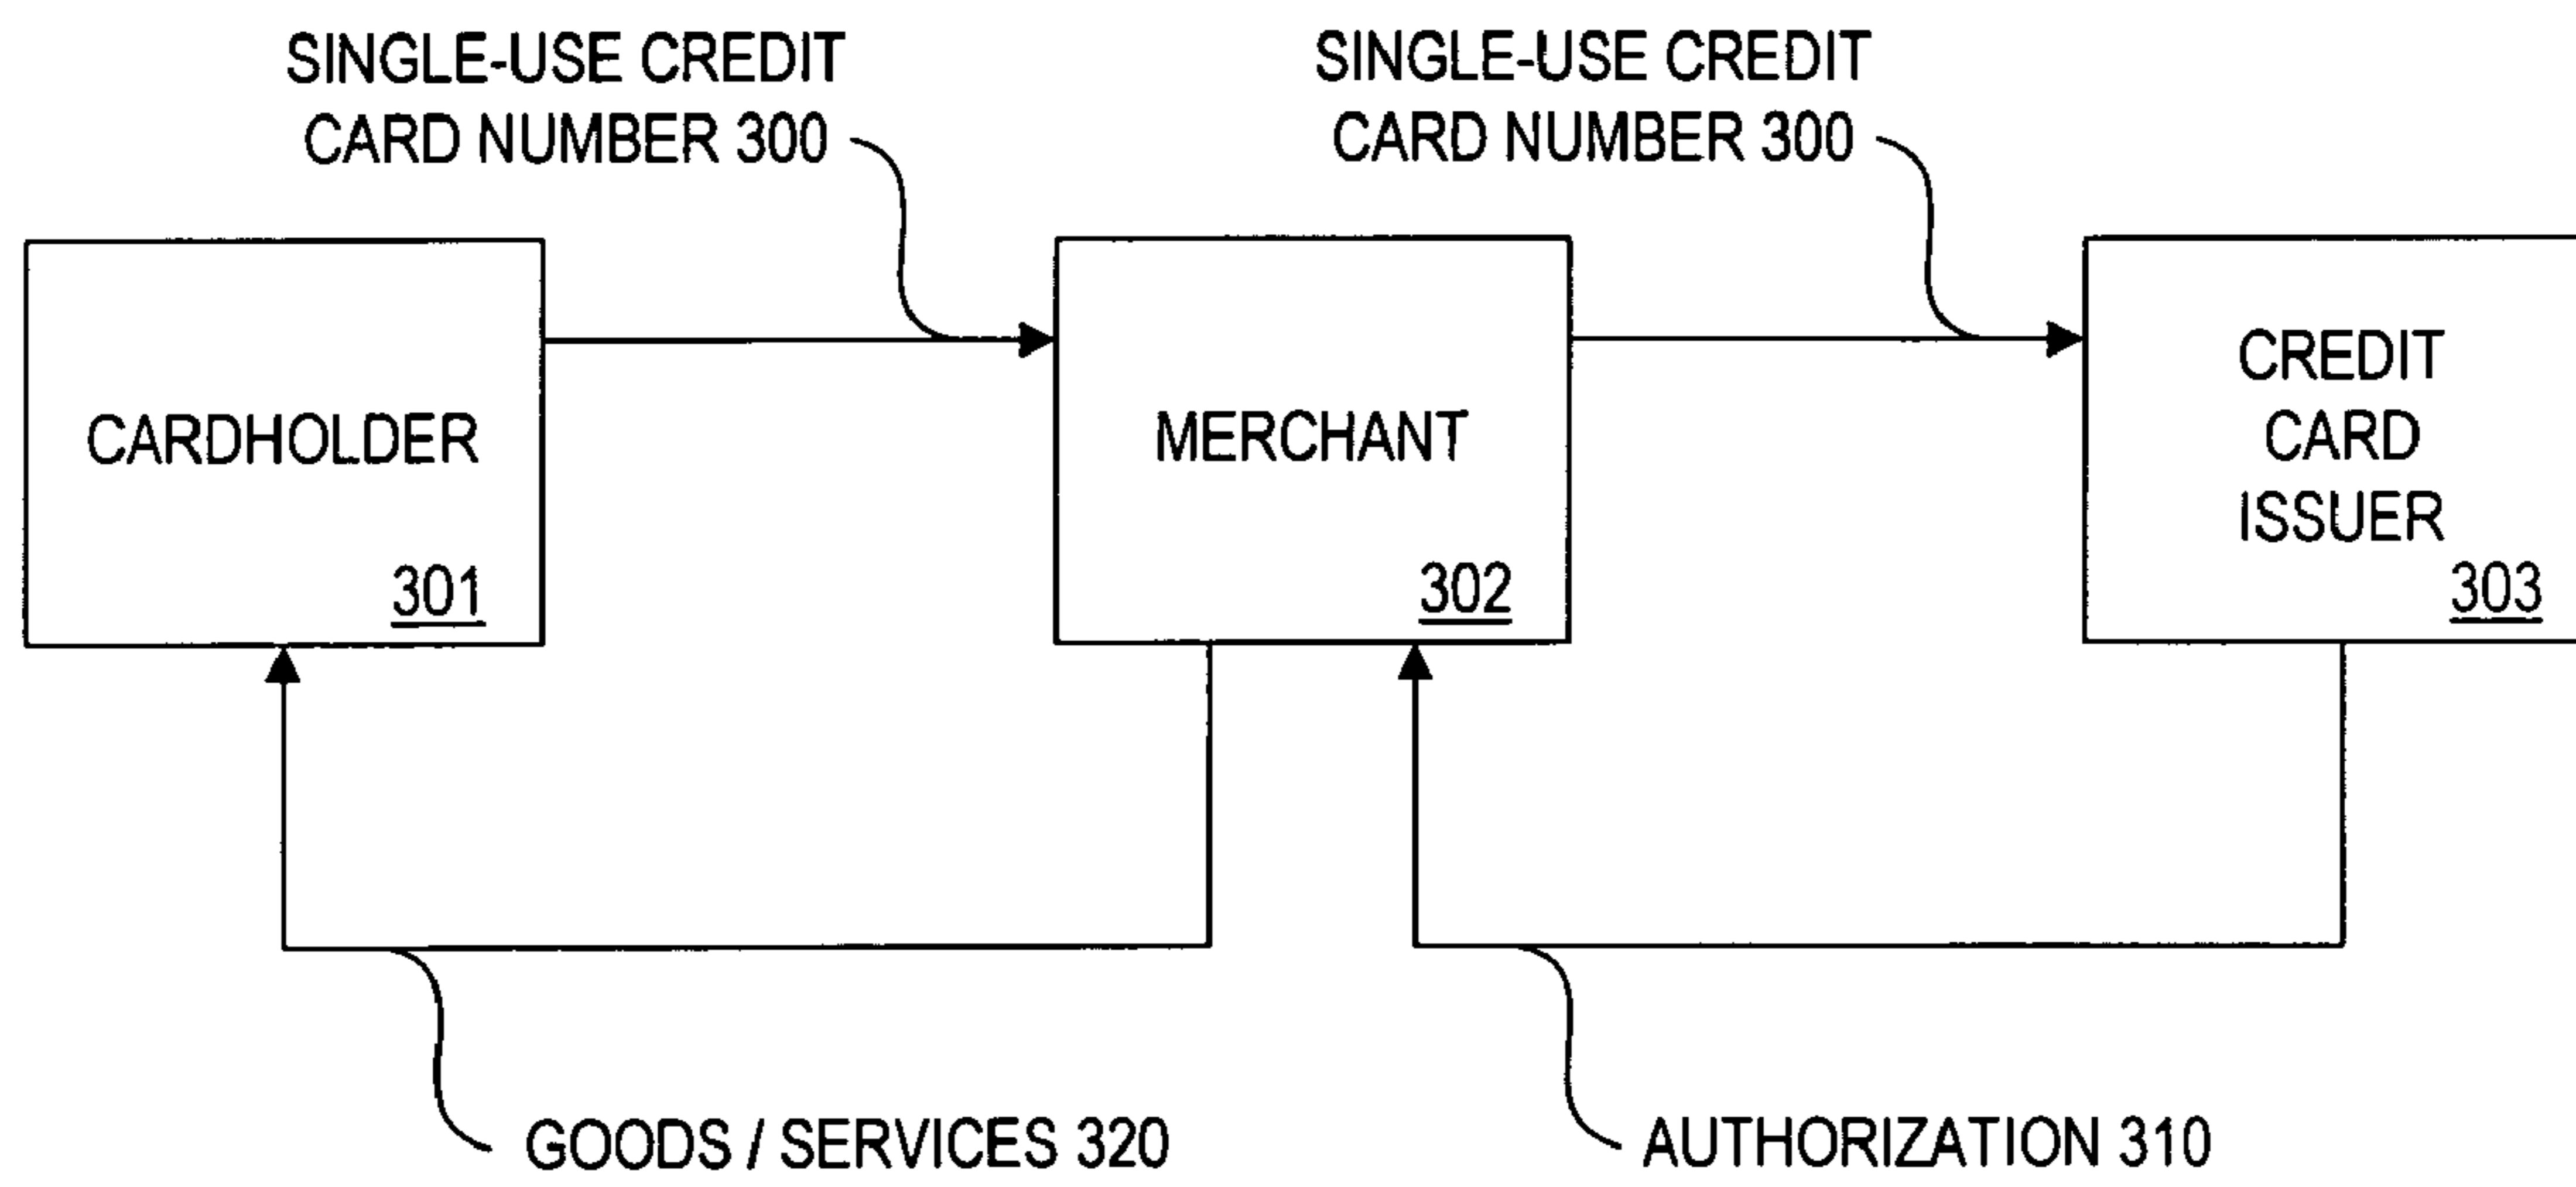 SINGLE-USE CREDIT
CARD NUMBER 300
SINGLE-USE CREDIT
CARD NUMBER 300
CARDHOLDER
301
MERCHANT
302
CREDIT
CARD
ISSUER
303
GOODS / SERVICES 320
AUTHORIZATION 310